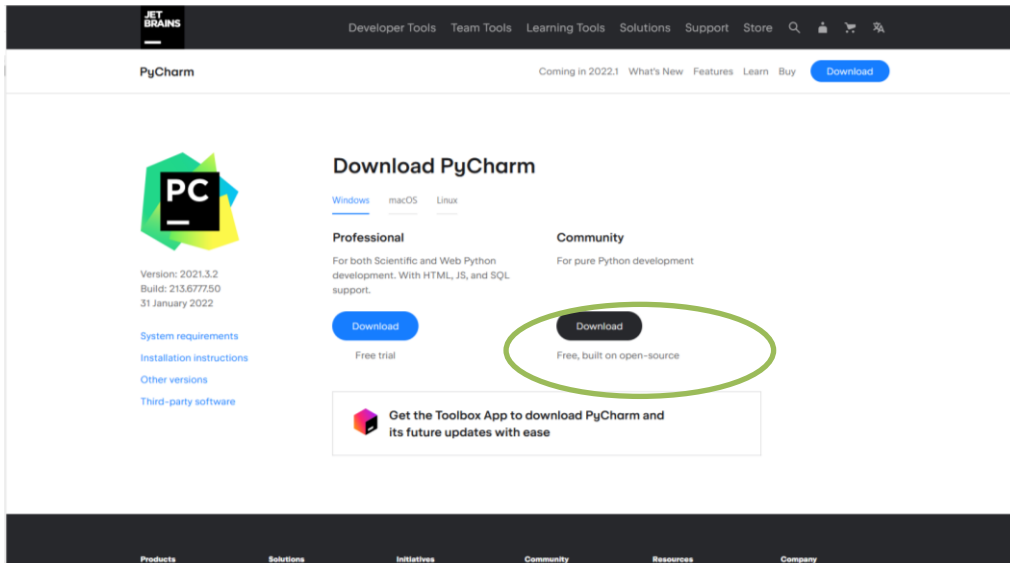 JET
BRAINS
Developer Tools Team Tools Learning Tools Solutions Support Store
PyCharm
Coming in 2022.1 What's New Features Learn Buy Download
PC
Download PyCharm
Windows macOS Linux
Professional
For both Scientific and Web Python
development. With HTML, JS, and SQL
support.
Download
Free trial
Community
For pure Python development
Download
Free, built on open-source
Version: 2021.3.2
Build: 213.6777.50
31 January 2022
System requirements
Installation instructions
Other versions
Third-party software
Get the Toolbox App to download PyCharm and
its future updates with ease
Products Solutions Initiatives Community Resources Company